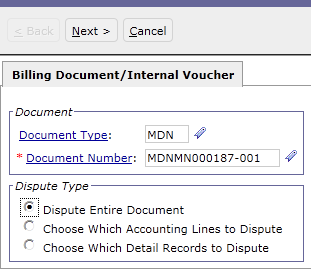 < Back Next > Cancel
Billing Document/Internal Voucher
Document
Document Type: MDN
* Document Number: MDNMN000187-001
Dispute Type
Dispute Entire Document
Choose Which Accounting Lines to Dispute
Choose Which Detail Records to Dispute